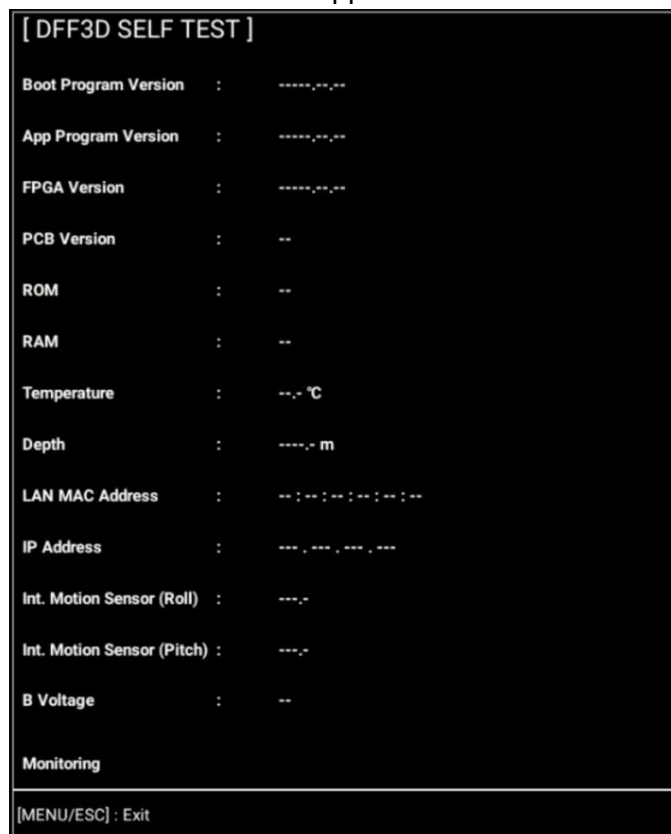 [ DFF3D SELF TEST ]
Boot Program Version : -----.--.--
App Program Version : -----.--.--
FPGA Version : -----.--.--
PCB Version : --
ROM : --
RAM : --
Temperature : --.- ℃
Depth : ----.- m
LAN MAC Address : -- : -- : -- : -- : -- : --
IP Address : --- . --- . --- . ---
Int. Motion Sensor (Roll) : ---.-
Int. Motion Sensor (Pitch) : ---.-
B Voltage : --
Monitoring
[MENU/ESC] : Exit